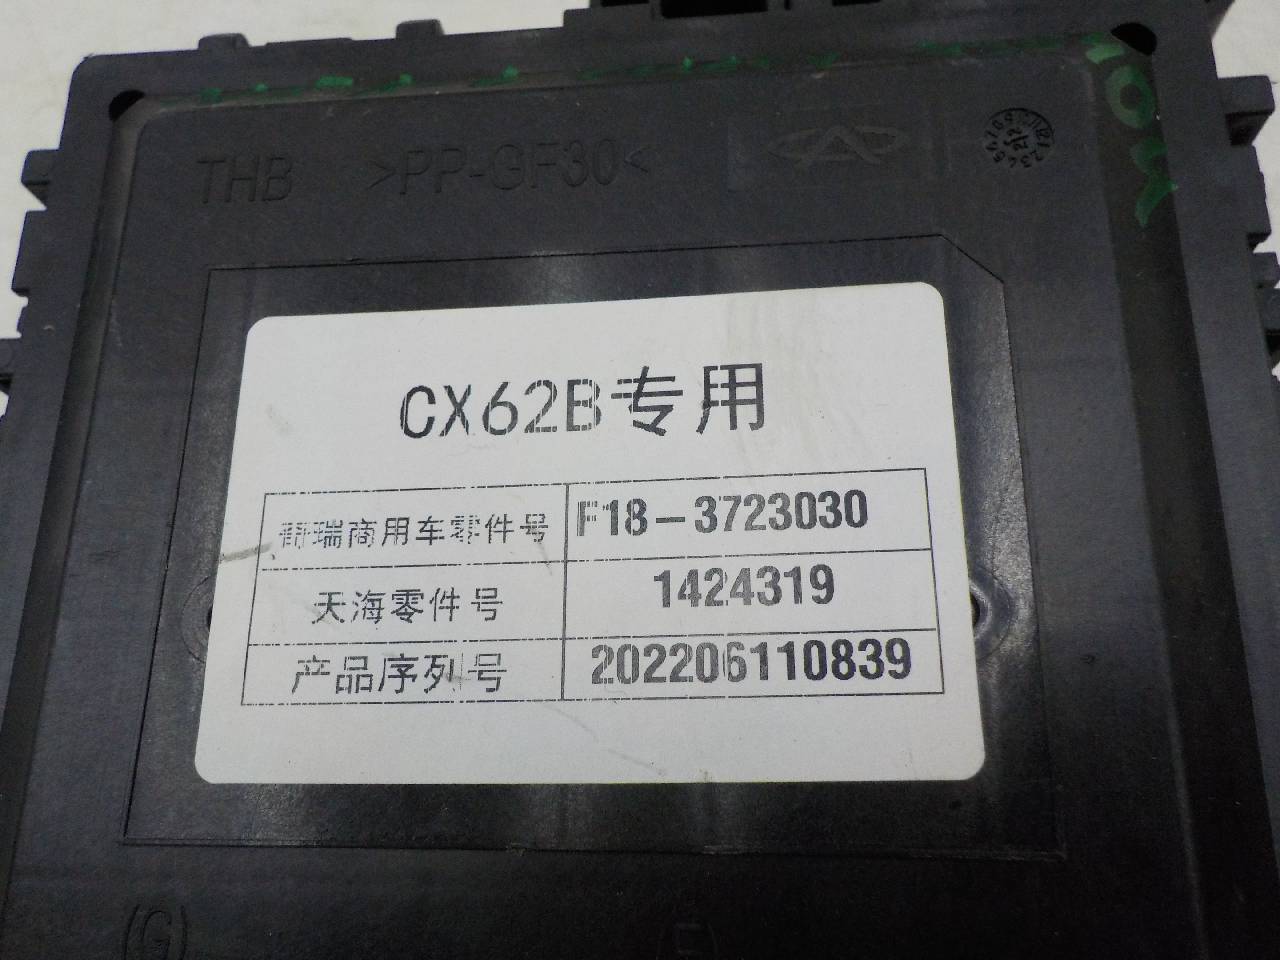 THB >PP-GF30<
CX62B专用
奇瑞商用车零件号 F18-3723030
天海零件号 1424319
产品序列号 202206110839
(G)